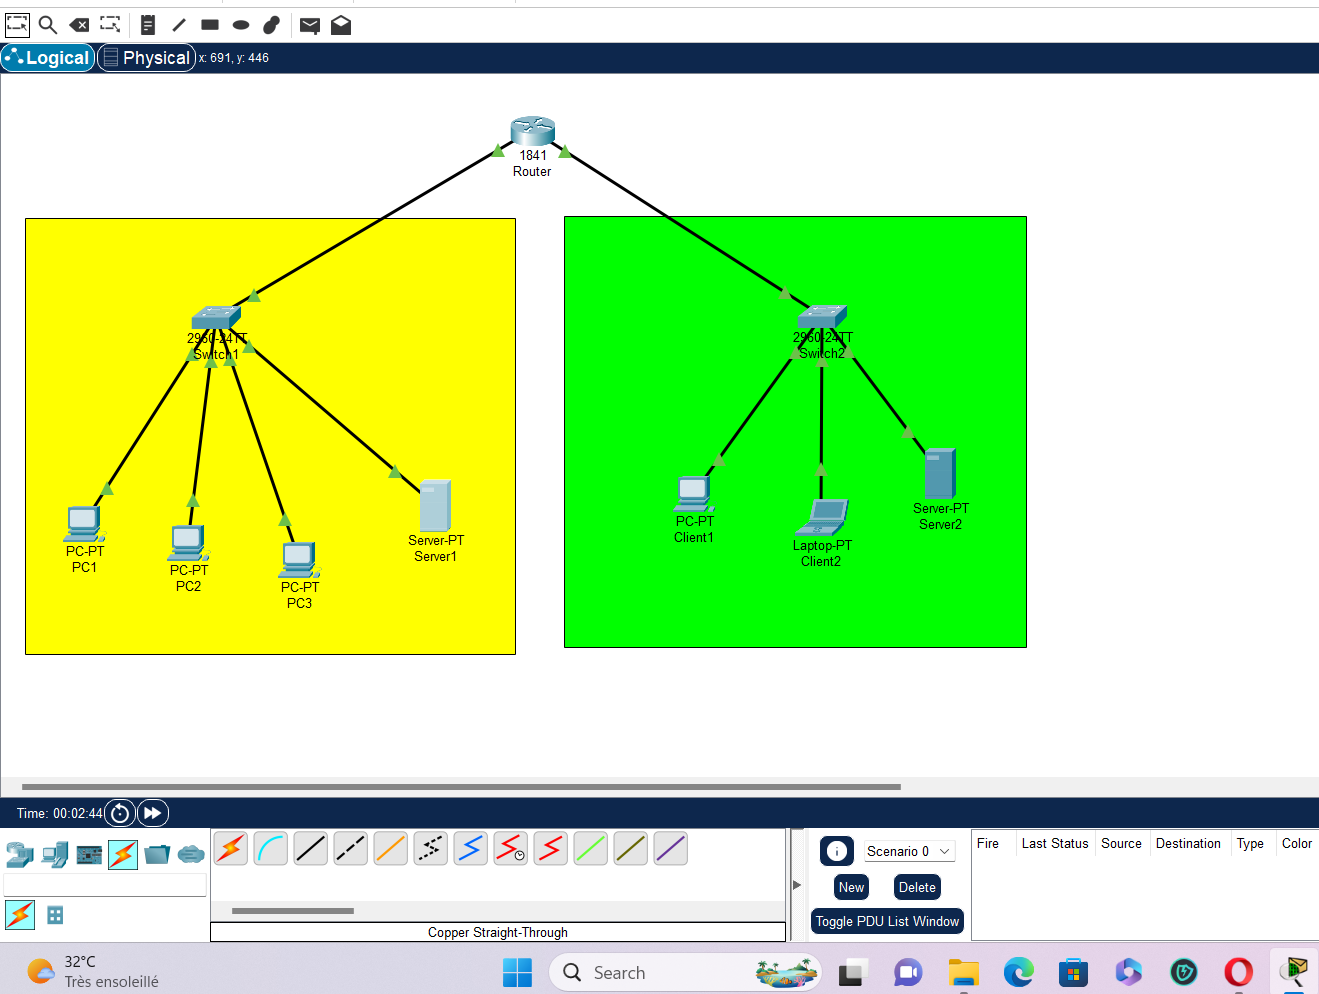 Logical
Physical
x: 691, y: 446
1841
Router
2960-24TT
Switch1
2960-24TT
Switch2
PC-PT
PC1
PC-PT
PC2
PC-PT
PC3
Server-PT
Server1
PC-PT
Client1
Laptop-PT
Client2
Server-PT
Server2
Time: 00:02:44
Scenario 0
New
Delete
Toggle PDU List Window
Fire
Last Status
Source
Destination
Type
Color
Copper Straight-Through
32°C
Très ensoleillé
Search